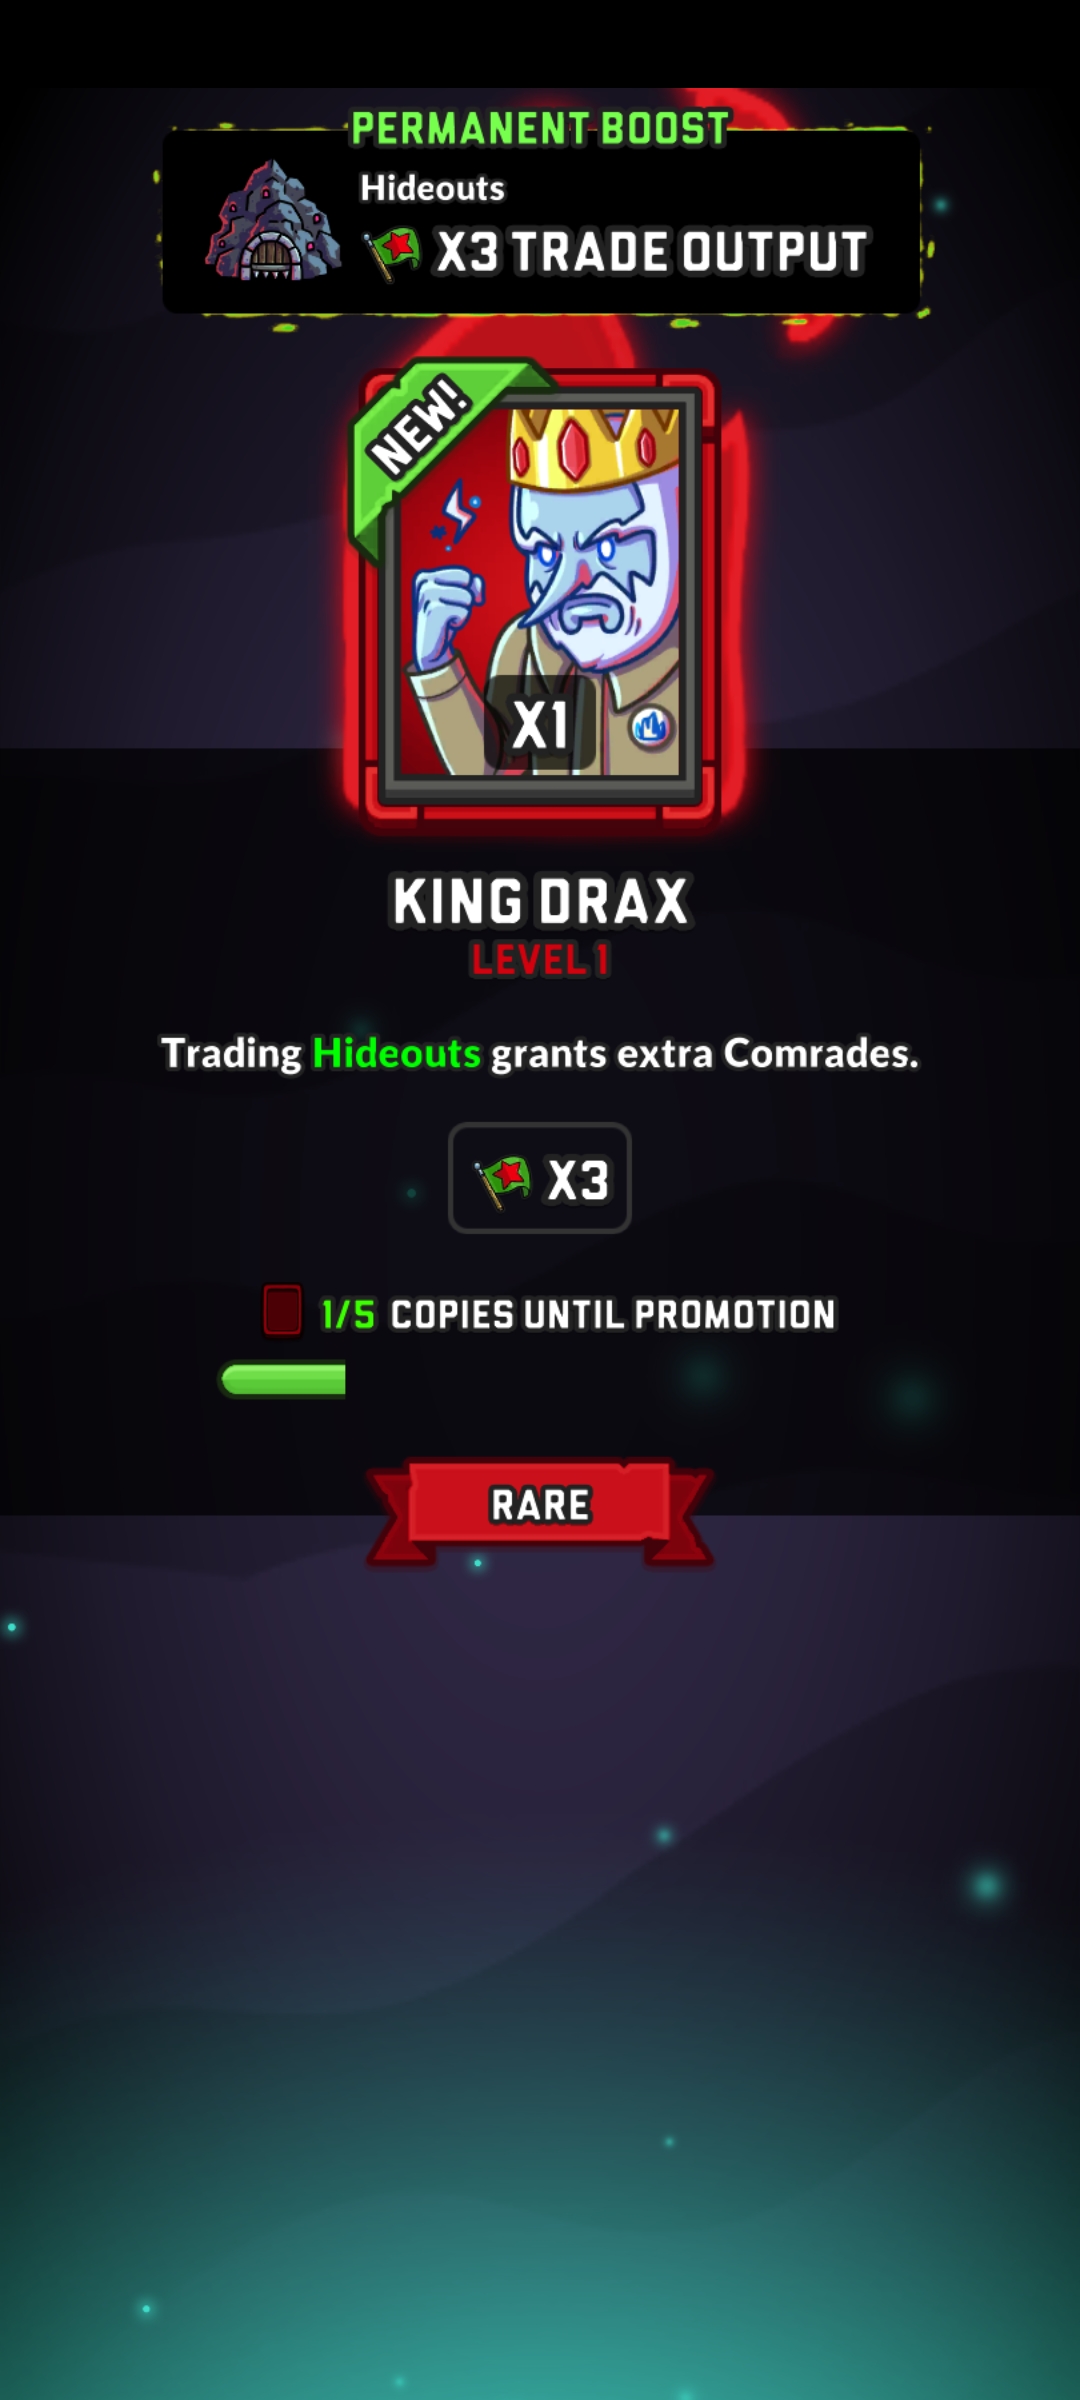 PERMANENT BOOST
Hideouts
X3 TRADE OUTPUT
NEW!
X1
KING DRAX
LEVEL 1
Trading Hideouts grants extra Comrades.
X3
1/5 COPIES UNTIL PROMOTION
RARE